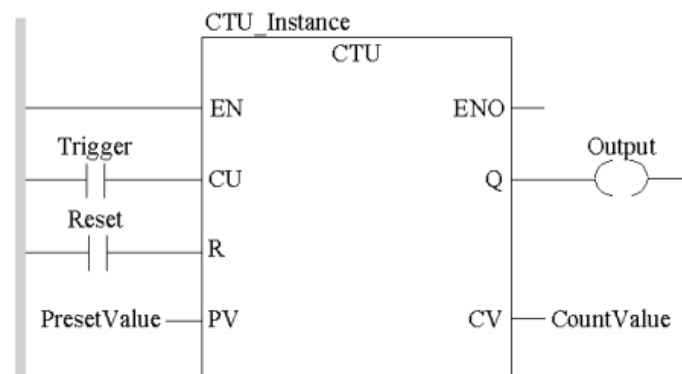 CTU_Instance
CTU
EN ENO
Trigger Output
CU Q
Reset
R
PresetValue PV CV CountValue